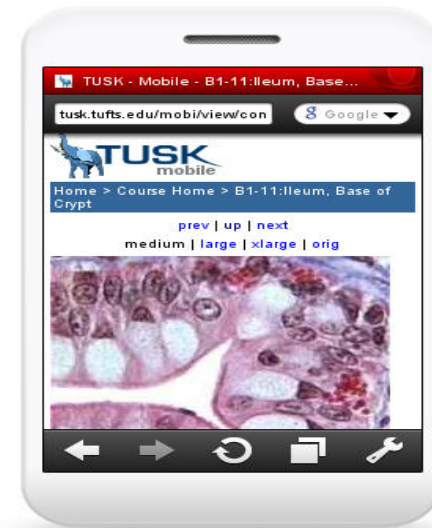 TUSK - Mobile - B1-11:Ileum, Base...
tusk.tufts.edu/mobi/view/con
8 Google
TUSK
mobile
Home > Course Home > B1-11:Ileum, Base of
Crypt
prev | up | next
medium | large | xlarge | orig